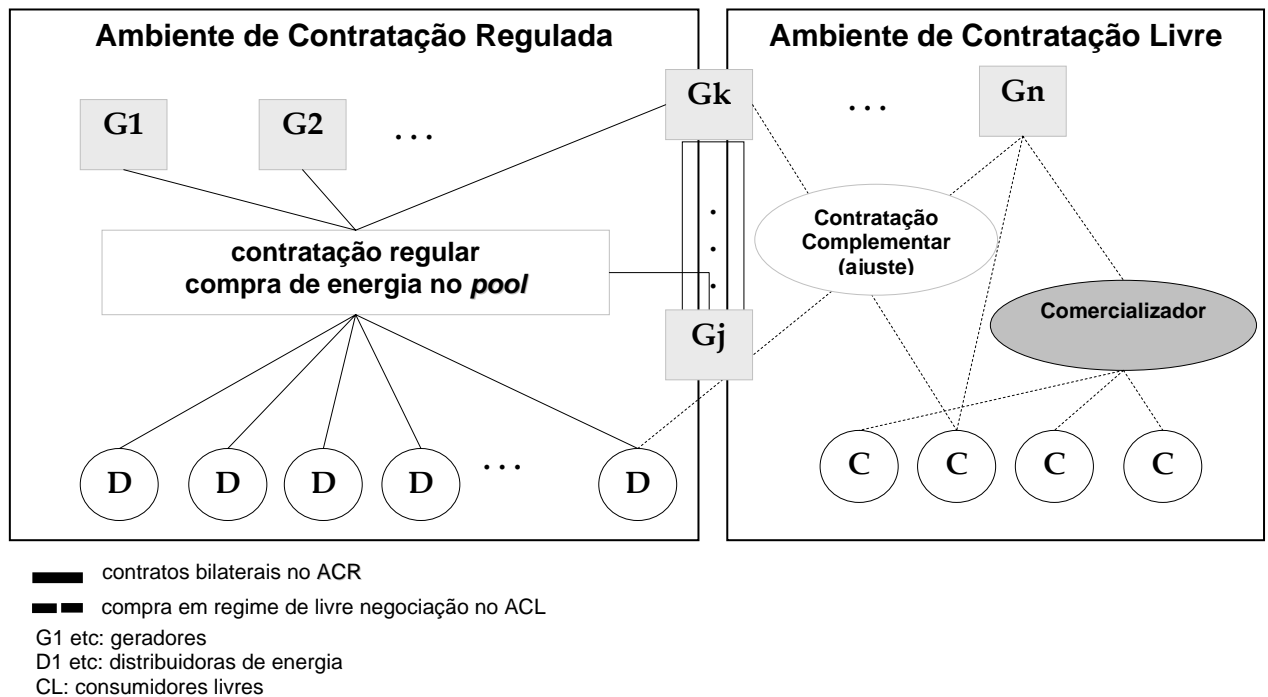 Ambiente de Contratação Regulada
Ambiente de Contratação Livre
G1
G2
...
Gk
...
Gn
contratação regular
compra de energia no pool
Contratação
Complementar
(ajuste)
Comercializador
Gj
D
D
D
D
...
D
C
C
C
C
contratos bilaterais no ACR
compra em regime de livre negociação no ACL
G1 etc: geradores
D1 etc: distribuidoras de energia
CL: consumidores livres